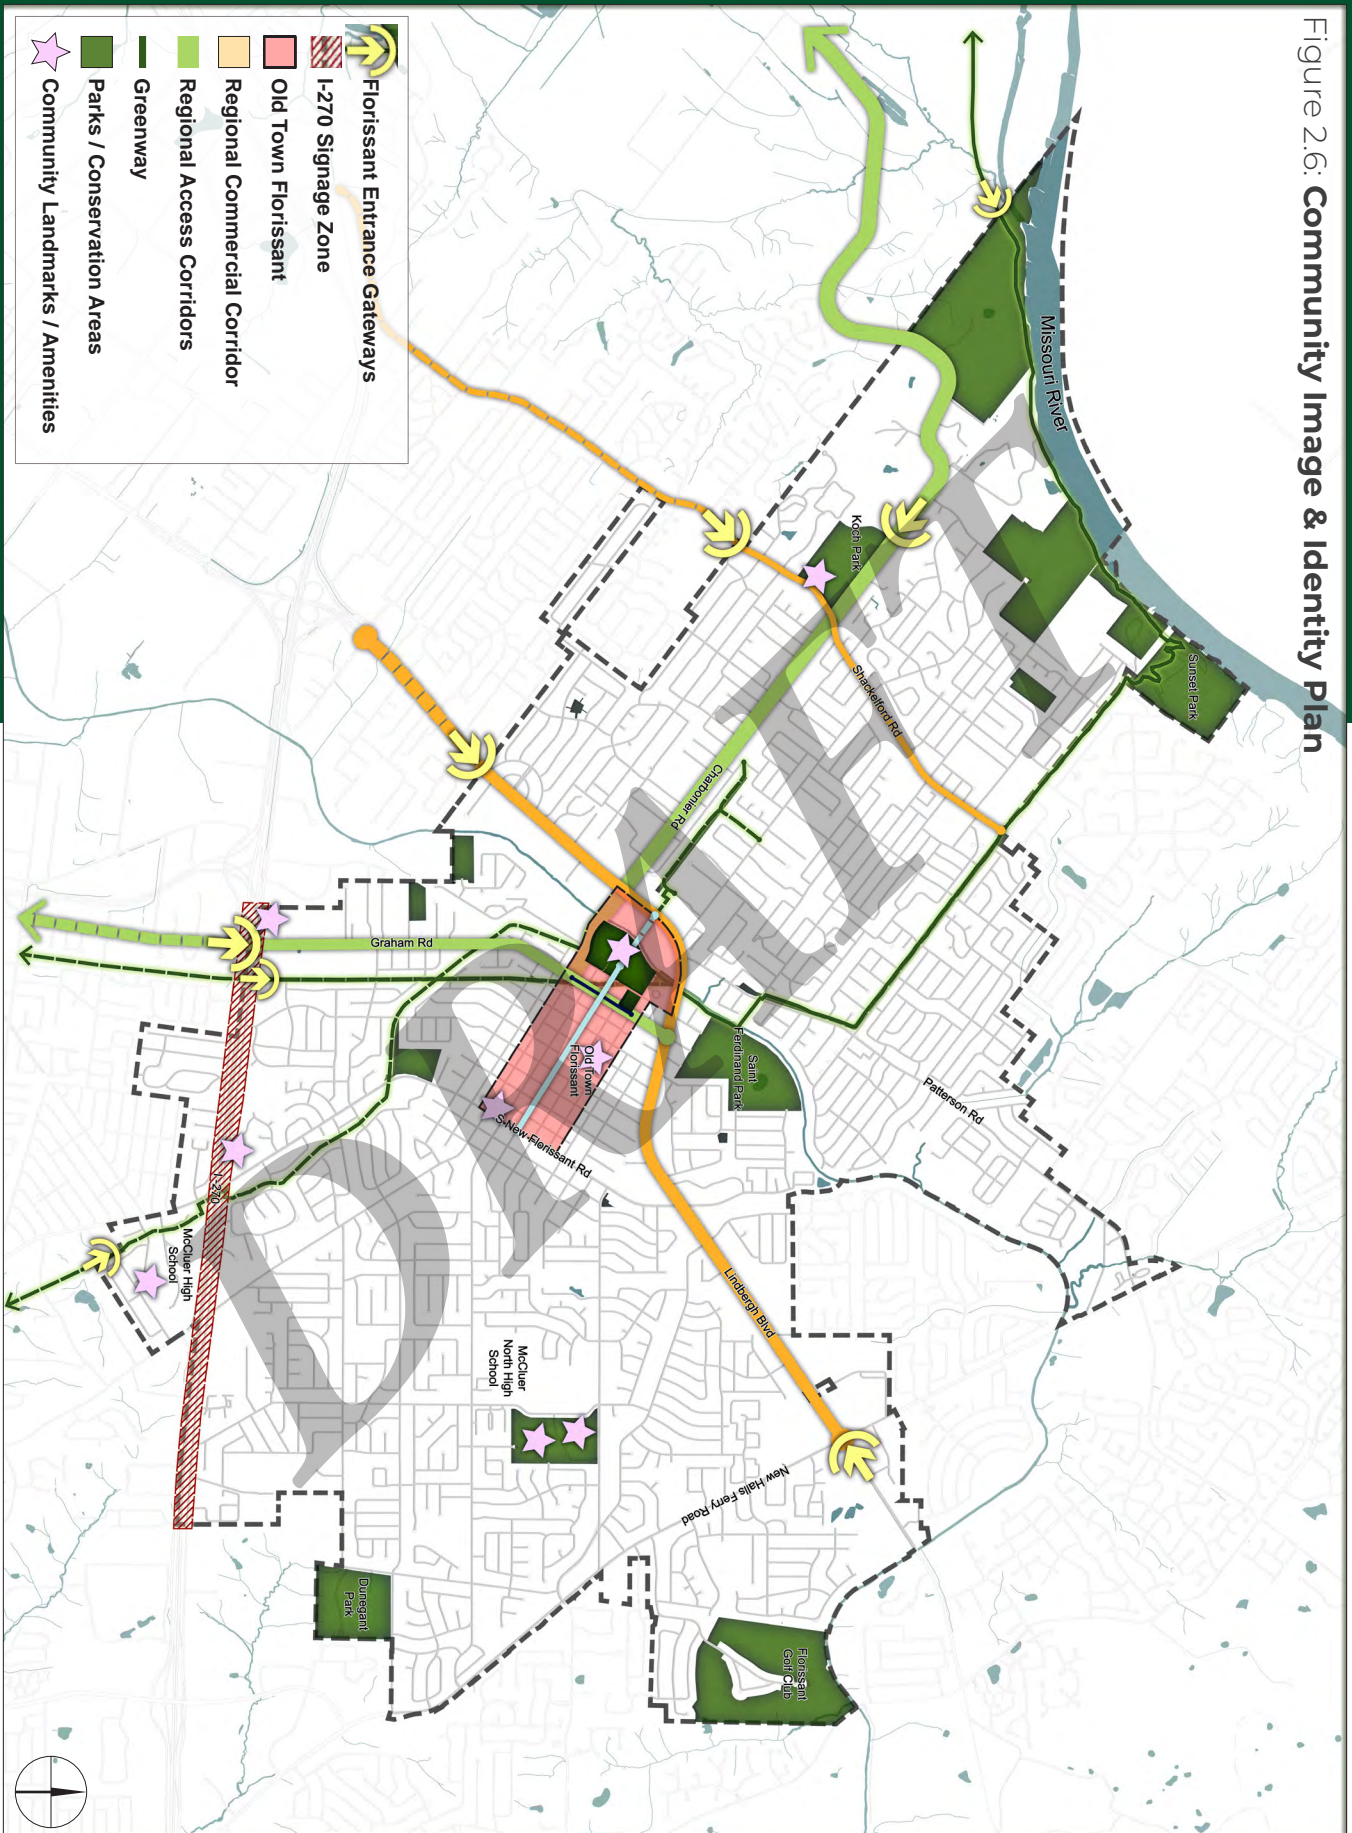 Figure 2.6: Community Image & Identity Plan
Missouri River
Sunset Park
Koch Park
Shackelford Rd
Charbonier Rd
Patterson Rd
Saint
Ferdinand Park
Graham Rd
Old Town
Florissant
S-New-Florissant Rd
Lindbergh Blvd
New Halls Ferry Road
McCluer
North High
School
I-270
McCluer High
School
Dunegant
Park
Florissant
Golf Club
DRAFT
Florissant Entrance Gateways
I-270 Signage Zone
Old Town Florissant
Regional Commercial Corridor
Regional Access Corridors
Greenway
Parks / Conservation Areas
Community Landmarks / Amenities